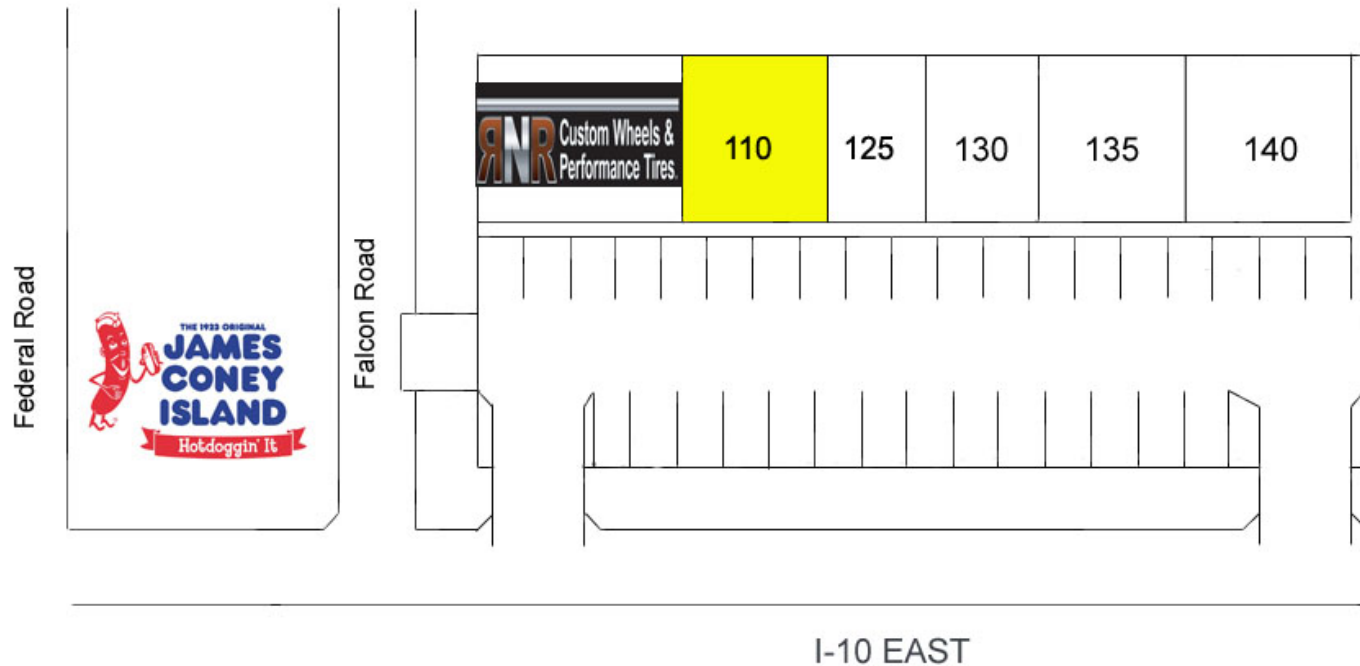 RNR Custom Wheels &
Performance Tires.
110
125
130
135
140
Federal Road
Falcon Road
THE 1923 ORIGINAL
JAMES
CONEY
ISLAND
Hotdoggin' It
I-10 EAST